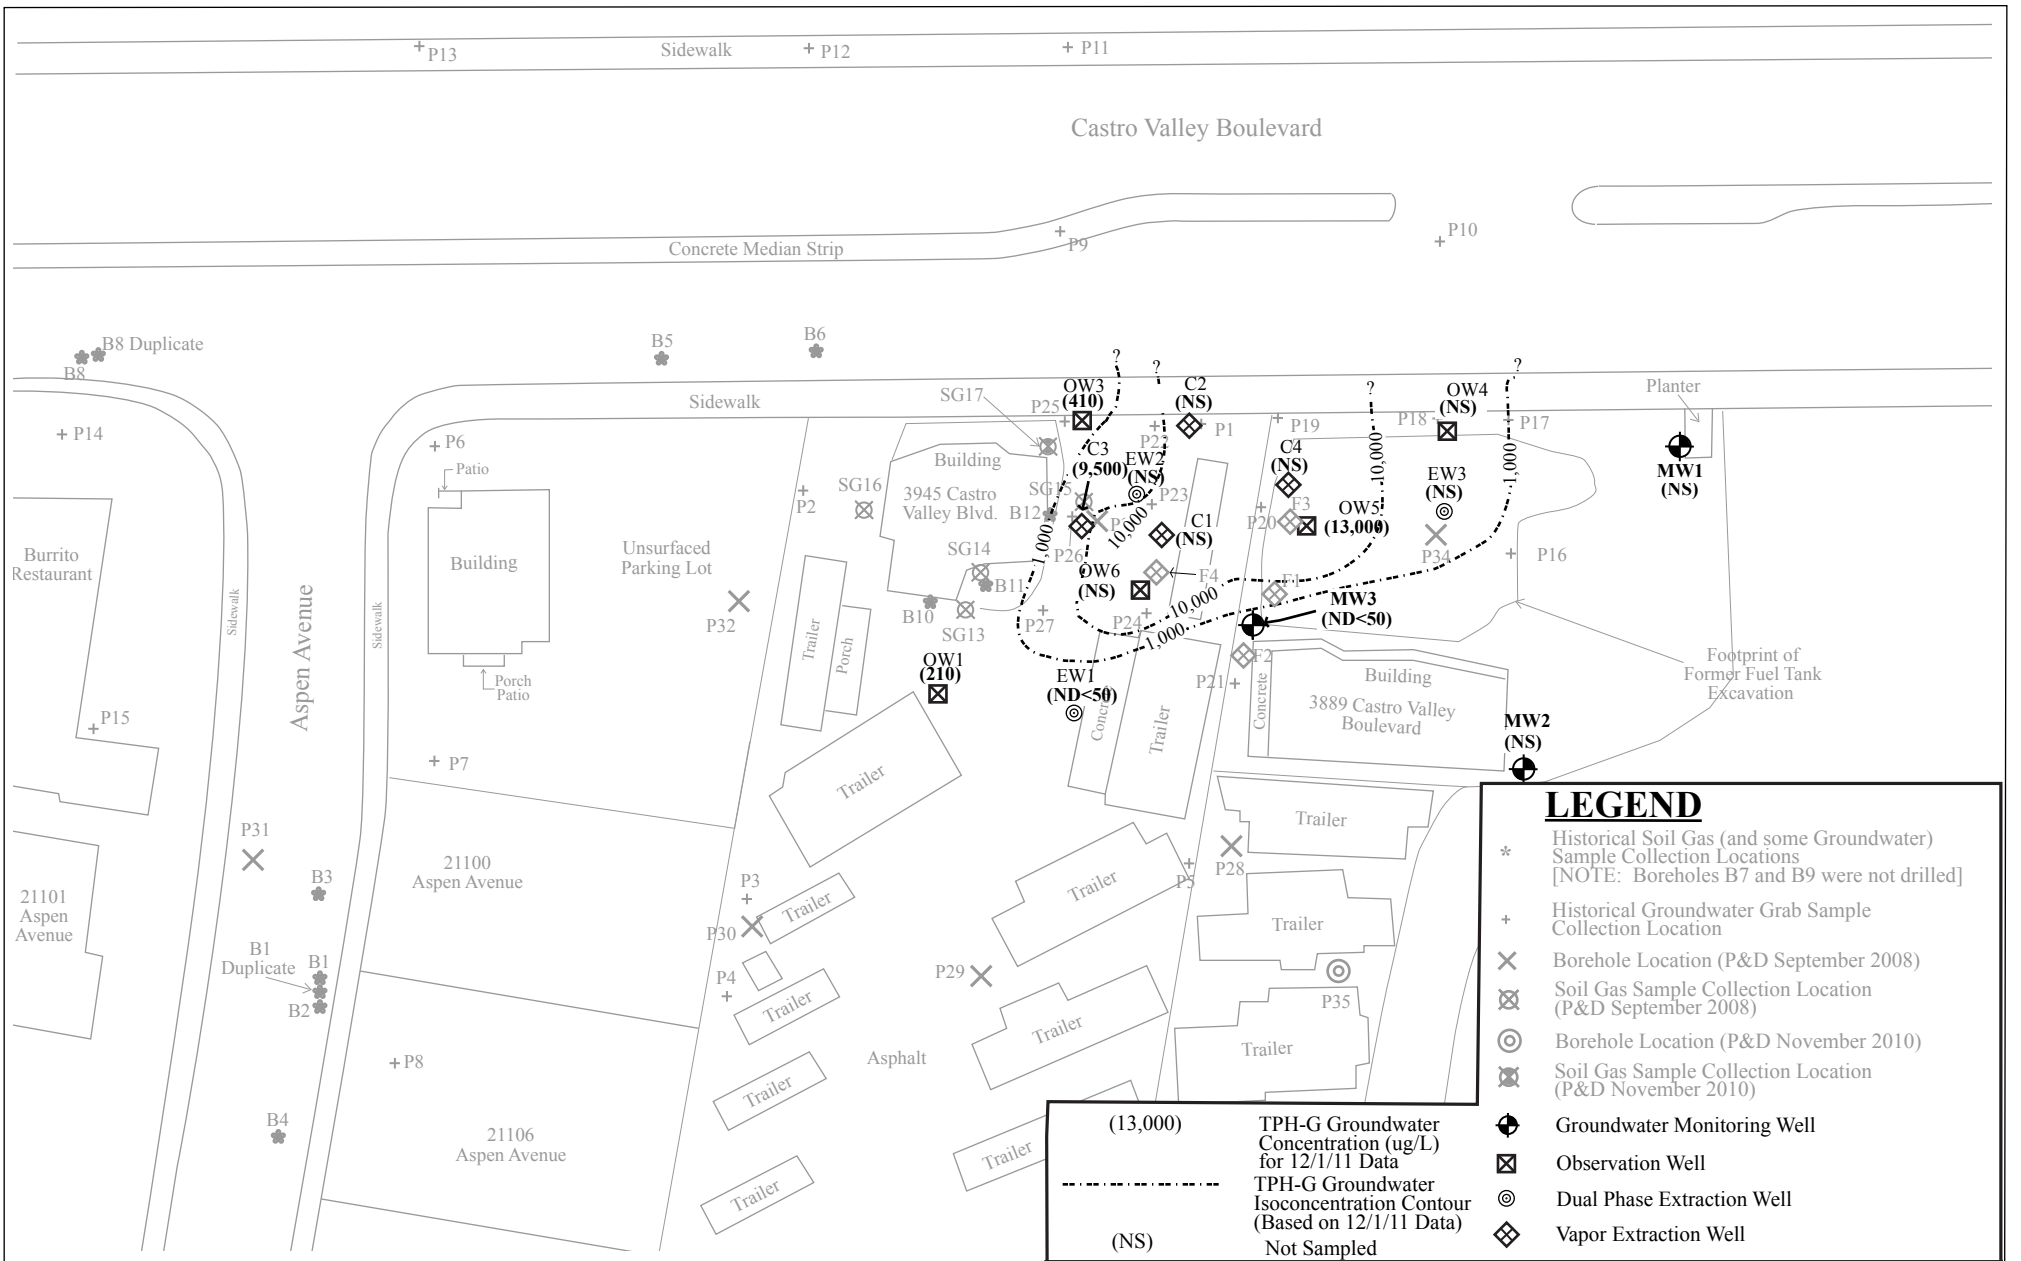 P13
Sidewalk
P12
P11
Castro Valley Boulevard
Concrete Median Strip
P9
P10
B8 Duplicate
B8
B5
B6
?
?
?
?
P14
Sidewalk
SG17
P25
OW3
(410)
C2
(NS)
P22
P1
P19
P18
OW4
(NS)
P17
Planter
P6
Patio
Building
3945 Castro
Valley Blvd.
SG16
P2
C3
(9,500)
EW2
(NS)
SG15
B12
P23
C4
(NS)
F3
P20
OW5
(13,000)
10,000
EW3
(NS)
1,000
MW1
(NS)
Burrito
Restaurant
Sidewalk
Aspen Avenue
Sidewalk
Building
Unsurfaced
Parking Lot
1,000
P26
10,000
C1
(NS)
P34
P16
SG14
B11
B10
SG13
P27
OW6
(NS)
F4
F1
10,000
P24
1,000
MW3
(ND<50)
P32
Trailer
Porch
Porch
Patio
OW1
(210)
EW1
(ND<50)
F2
P21
Concrete
Trailer
Concrete
Building
3889 Castro Valley
Boulevard
Footprint of
Former Fuel Tank
Excavation
MW2
(NS)
P15
P7
Trailer
P31
B3
21100
Aspen Avenue
21101
Aspen
Avenue
P3
Trailer
P30
Trailer
P5
P28
Trailer
Trailer
B1
Duplicate
B1
B2
P4
Trailer
P29
Trailer
P35
Trailer
P8
Asphalt
Trailer
B4
21106
Aspen Avenue
Trailer
Trailer
LEGEND
Historical Soil Gas (and some Groundwater)
Sample Collection Locations
[NOTE: Boreholes B7 and B9 were not drilled]
Historical Groundwater Grab Sample
Collection Location
Borehole Location (P&D September 2008)
Soil Gas Sample Collection Location
(P&D September 2008)
Borehole Location (P&D November 2010)
Soil Gas Sample Collection Location
(P&D November 2010)
Groundwater Monitoring Well
Observation Well
Dual Phase Extraction Well
Vapor Extraction Well
(13,000)
TPH-G Groundwater
Concentration (ug/L)
for 12/1/11 Data
TPH-G Groundwater
Isoconcentration Contour
(Based on 12/1/11 Data)
(NS)
Not Sampled